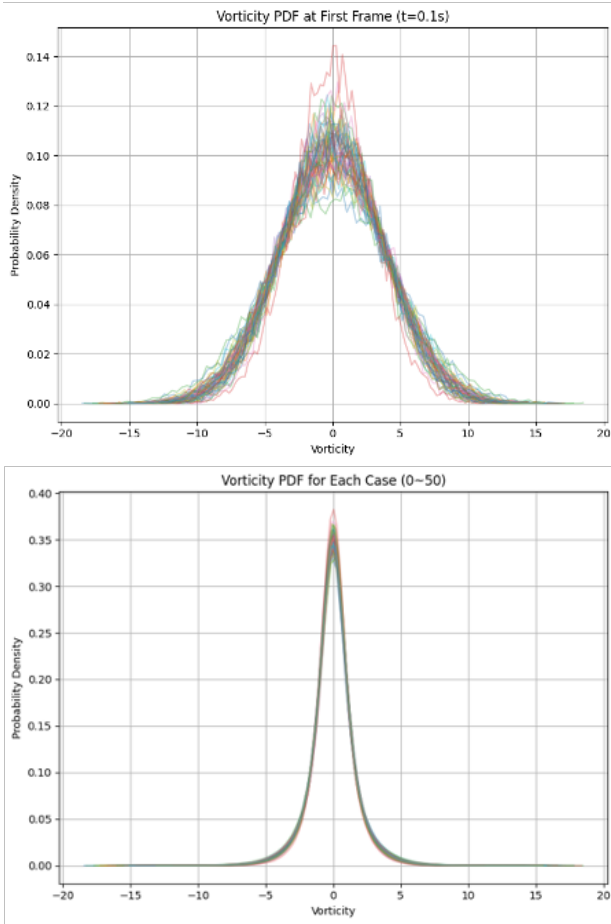 Vorticity PDF at First Frame (t=0.1s)
0.14
0.12
0.10
0.08
0.06
0.04
0.02
0.00
Probability Density
−20 −15 −10 −5 0 5 10 15 20
Vorticity
Vorticity PDF for Each Case (0~50)
0.40
0.35
0.30
0.25
0.20
0.15
0.10
0.05
0.00
Probability Density
−20 −15 −10 −5 0 5 10 15 20
Vorticity